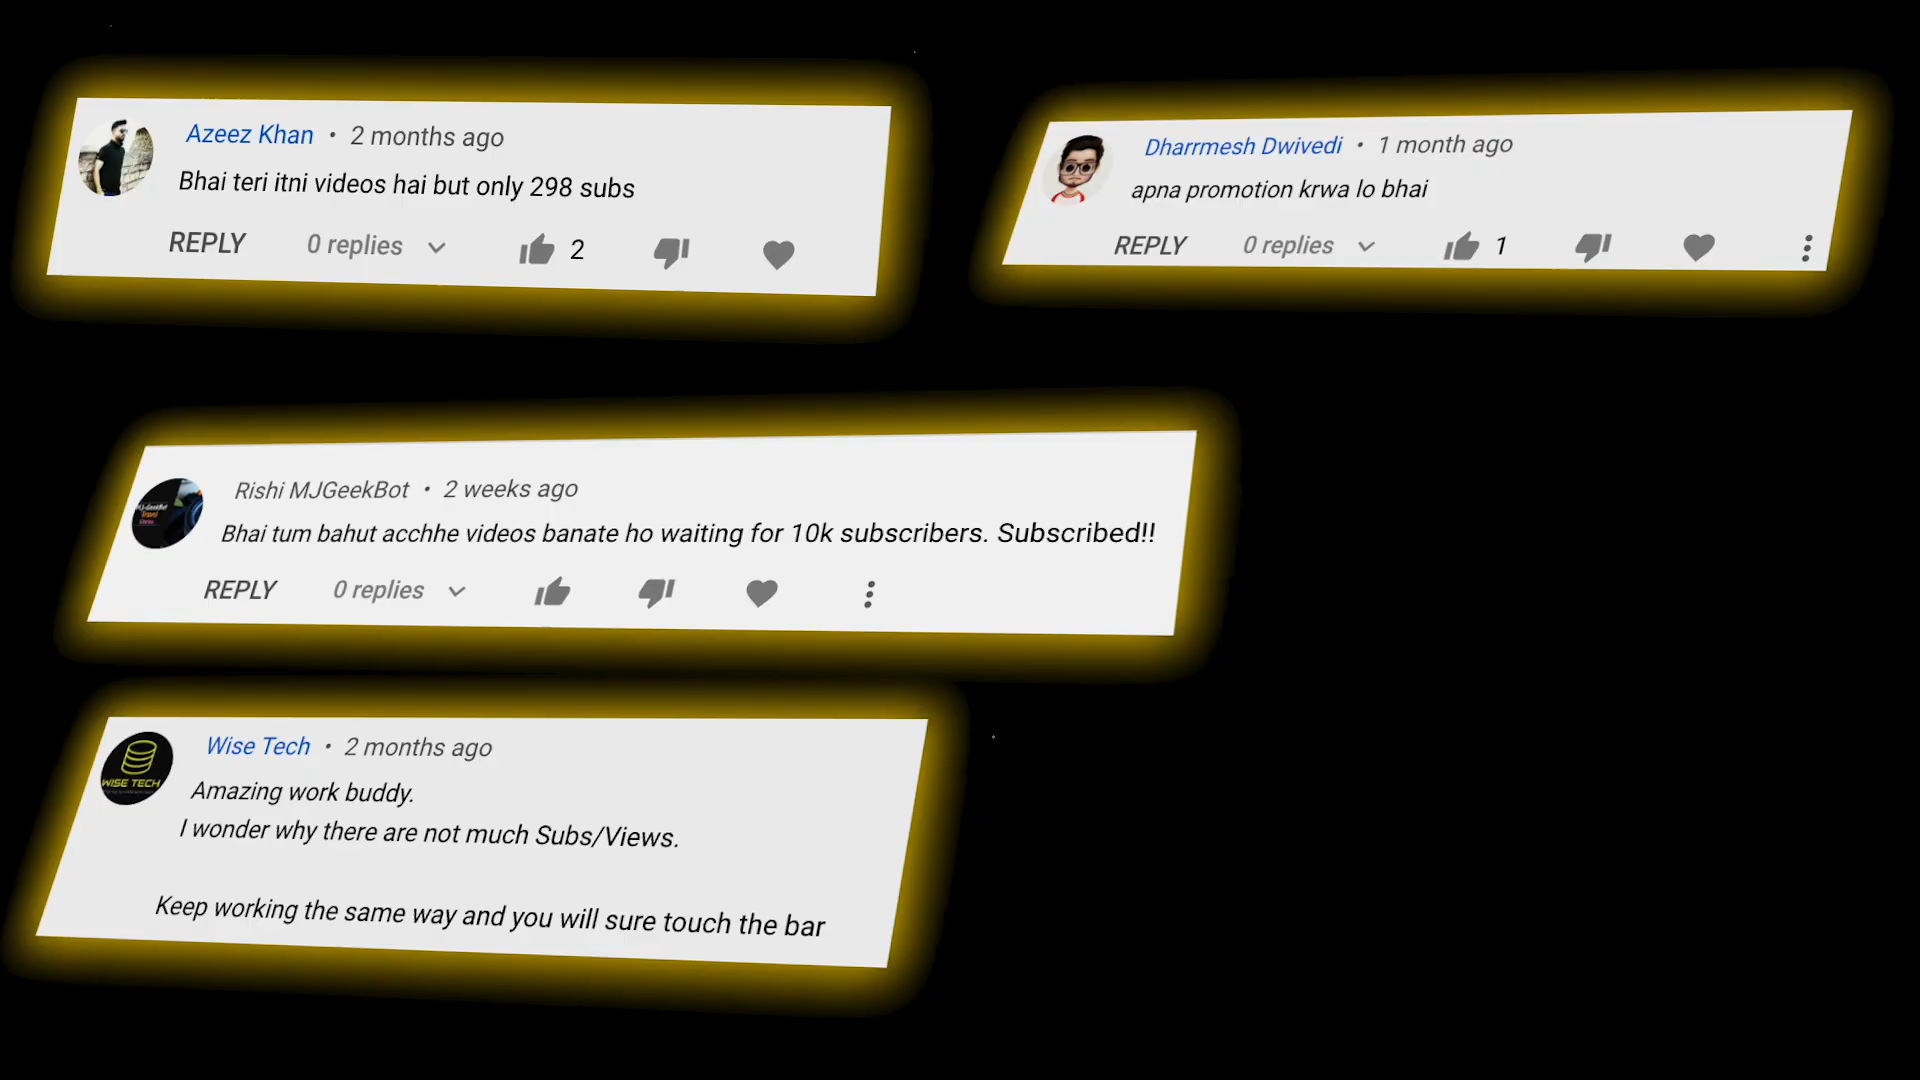 Azeez Khan • 2 months ago
Bhai teri itni videos hai but only 298 subs
REPLY 0 replies 2
Dharrmesh Dwivedi • 1 month ago
apna promotion krwa lo bhai
REPLY 0 replies 1
Rishi MJGeekBot • 2 weeks ago
Bhai tum bahut acchhe videos banate ho waiting for 10k subscribers. Subscribed!!
REPLY 0 replies
Wise Tech • 2 months ago
WISE TECH
Amazing work buddy.
I wonder why there are not much Subs/Views.
Keep working the same way and you will sure touch the bar